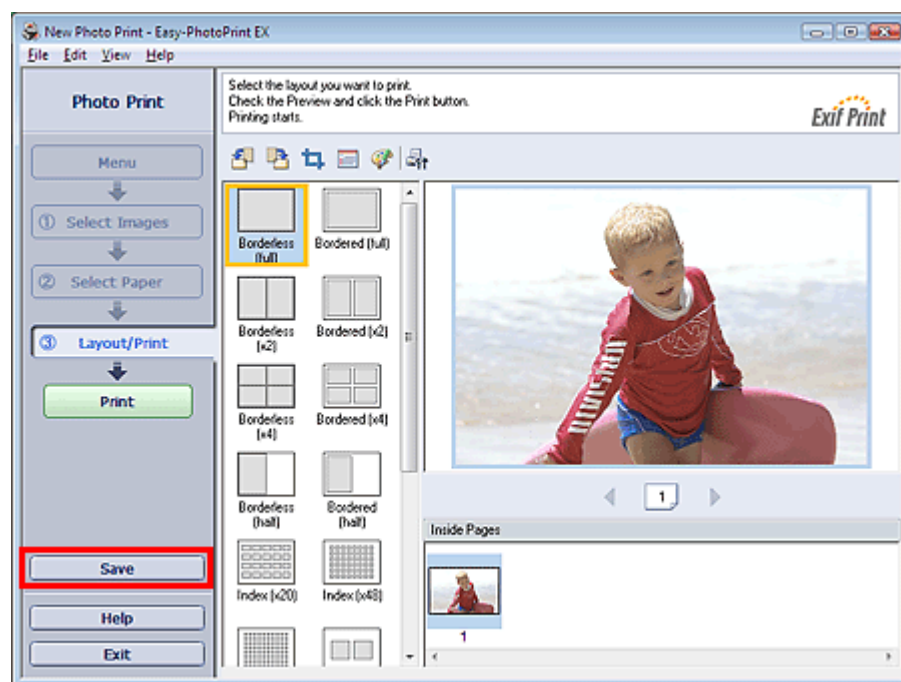 New Photo Print - Easy-PhotoPrint EX
File Edit View Help
Photo Print
Select the layout you want to print.
Check the Preview and click the Print button.
Printing starts.
Exif Print
Menu
① Select Images
② Select Paper
③ Layout/Print
Print
Save
Help
Exit
Borderless (full)
Bordered (full)
Borderless (x2)
Bordered (x2)
Borderless (x4)
Bordered (x4)
Borderless (half)
Bordered (half)
Index (x20)
Index (x48)
DIVISION
1
Inside Pages
1